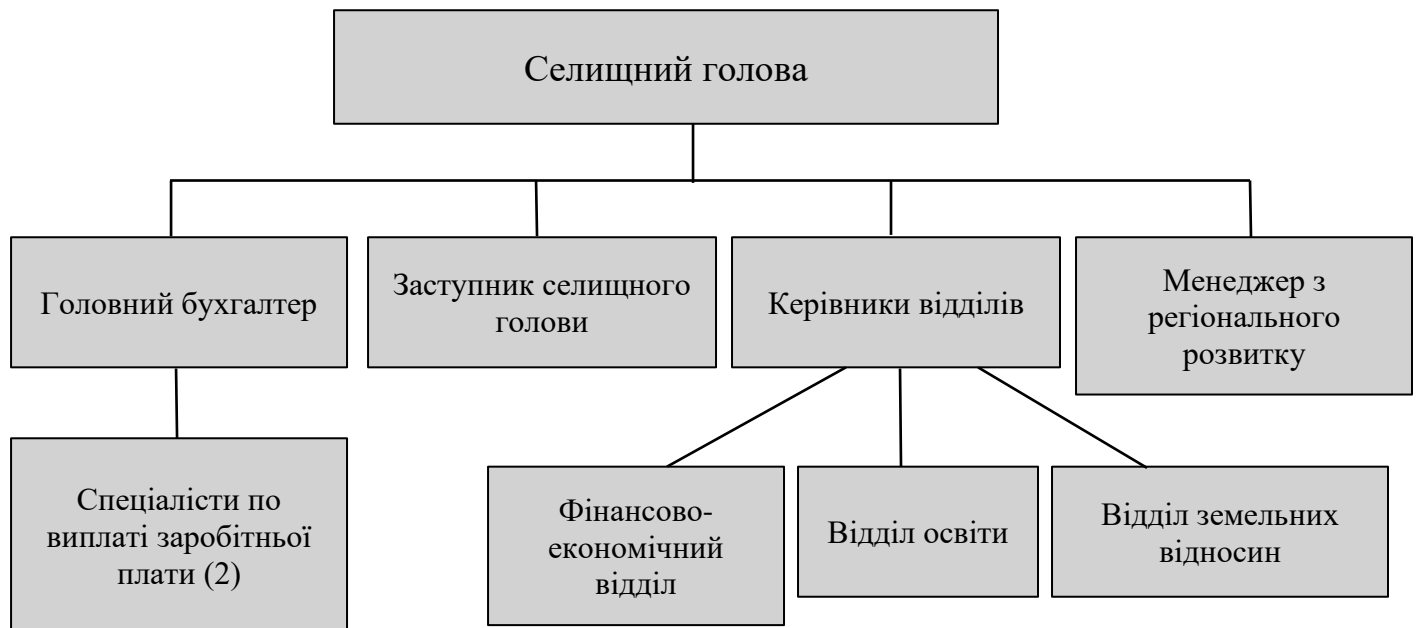 Селищний голова
Головний бухгалтер
Заступник селищного
голови
Керівники відділів
Менеджер з
регіонального
розвитку
Спеціалісти по
виплаті заробітньої
плати (2)
Фінансово-
економічний
відділ
Відділ освіти
Відділ земельних
відносин